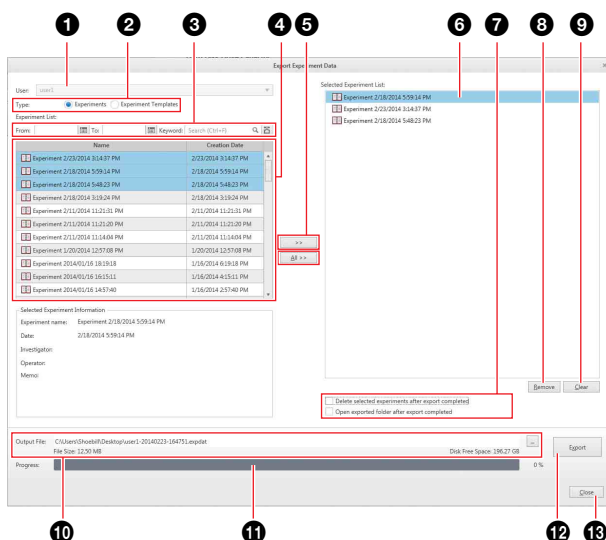 1 2 3 4 5 6 7 8 9
Export Experiment Data
User: user1
Type: Experiments Experiment Templates
Experiment List:
From: To: Keyword: Search (Ctrl+F)
Name Creation Date
Experiment 2/23/2014 3:14:37 PM 2/23/2014 3:14:37 PM
Experiment 2/18/2014 5:59:14 PM 2/18/2014 5:59:14 PM
Experiment 2/18/2014 5:48:23 PM 2/18/2014 5:48:23 PM
Experiment 2/18/2014 3:19:24 PM 2/18/2014 3:19:24 PM
Experiment 2/11/2014 11:21:31 PM 2/11/2014 11:21:31 PM
Experiment 2/11/2014 11:21:20 PM 2/11/2014 11:21:20 PM
Experiment 2/11/2014 11:14:04 PM 2/11/2014 11:14:04 PM
Experiment 1/20/2014 12:57:08 PM 1/20/2014 12:57:08 PM
Experiment 2014/01/16 18:19:18 1/16/2014 6:19:18 PM
Experiment 2014/01/16 16:15:11 1/16/2014 4:15:11 PM
Experiment 2014/01/16 14:57:40 1/16/2014 2:57:40 PM
>>
All >>
Selected Experiment List:
Experiment 2/18/2014 5:59:14 PM
Experiment 2/23/2014 3:14:37 PM
Experiment 2/18/2014 5:48:23 PM
Selected Experiment Information
Experiment name: Experiment 2/18/2014 5:59:14 PM
Date: 2/18/2014 5:59:14 PM
Investigator:
Operator:
Memo:
Remove Clear
Delete selected experiments after export completed
Open exported folder after export completed
Output File: C:\Users\Shoebill\Desktop\user1-20140223-164751.expdat ...
File Size: 12.50 MB Disk Free Space: 196.27 GB
Export
Progress: 0 %
Close
10 11 12 13